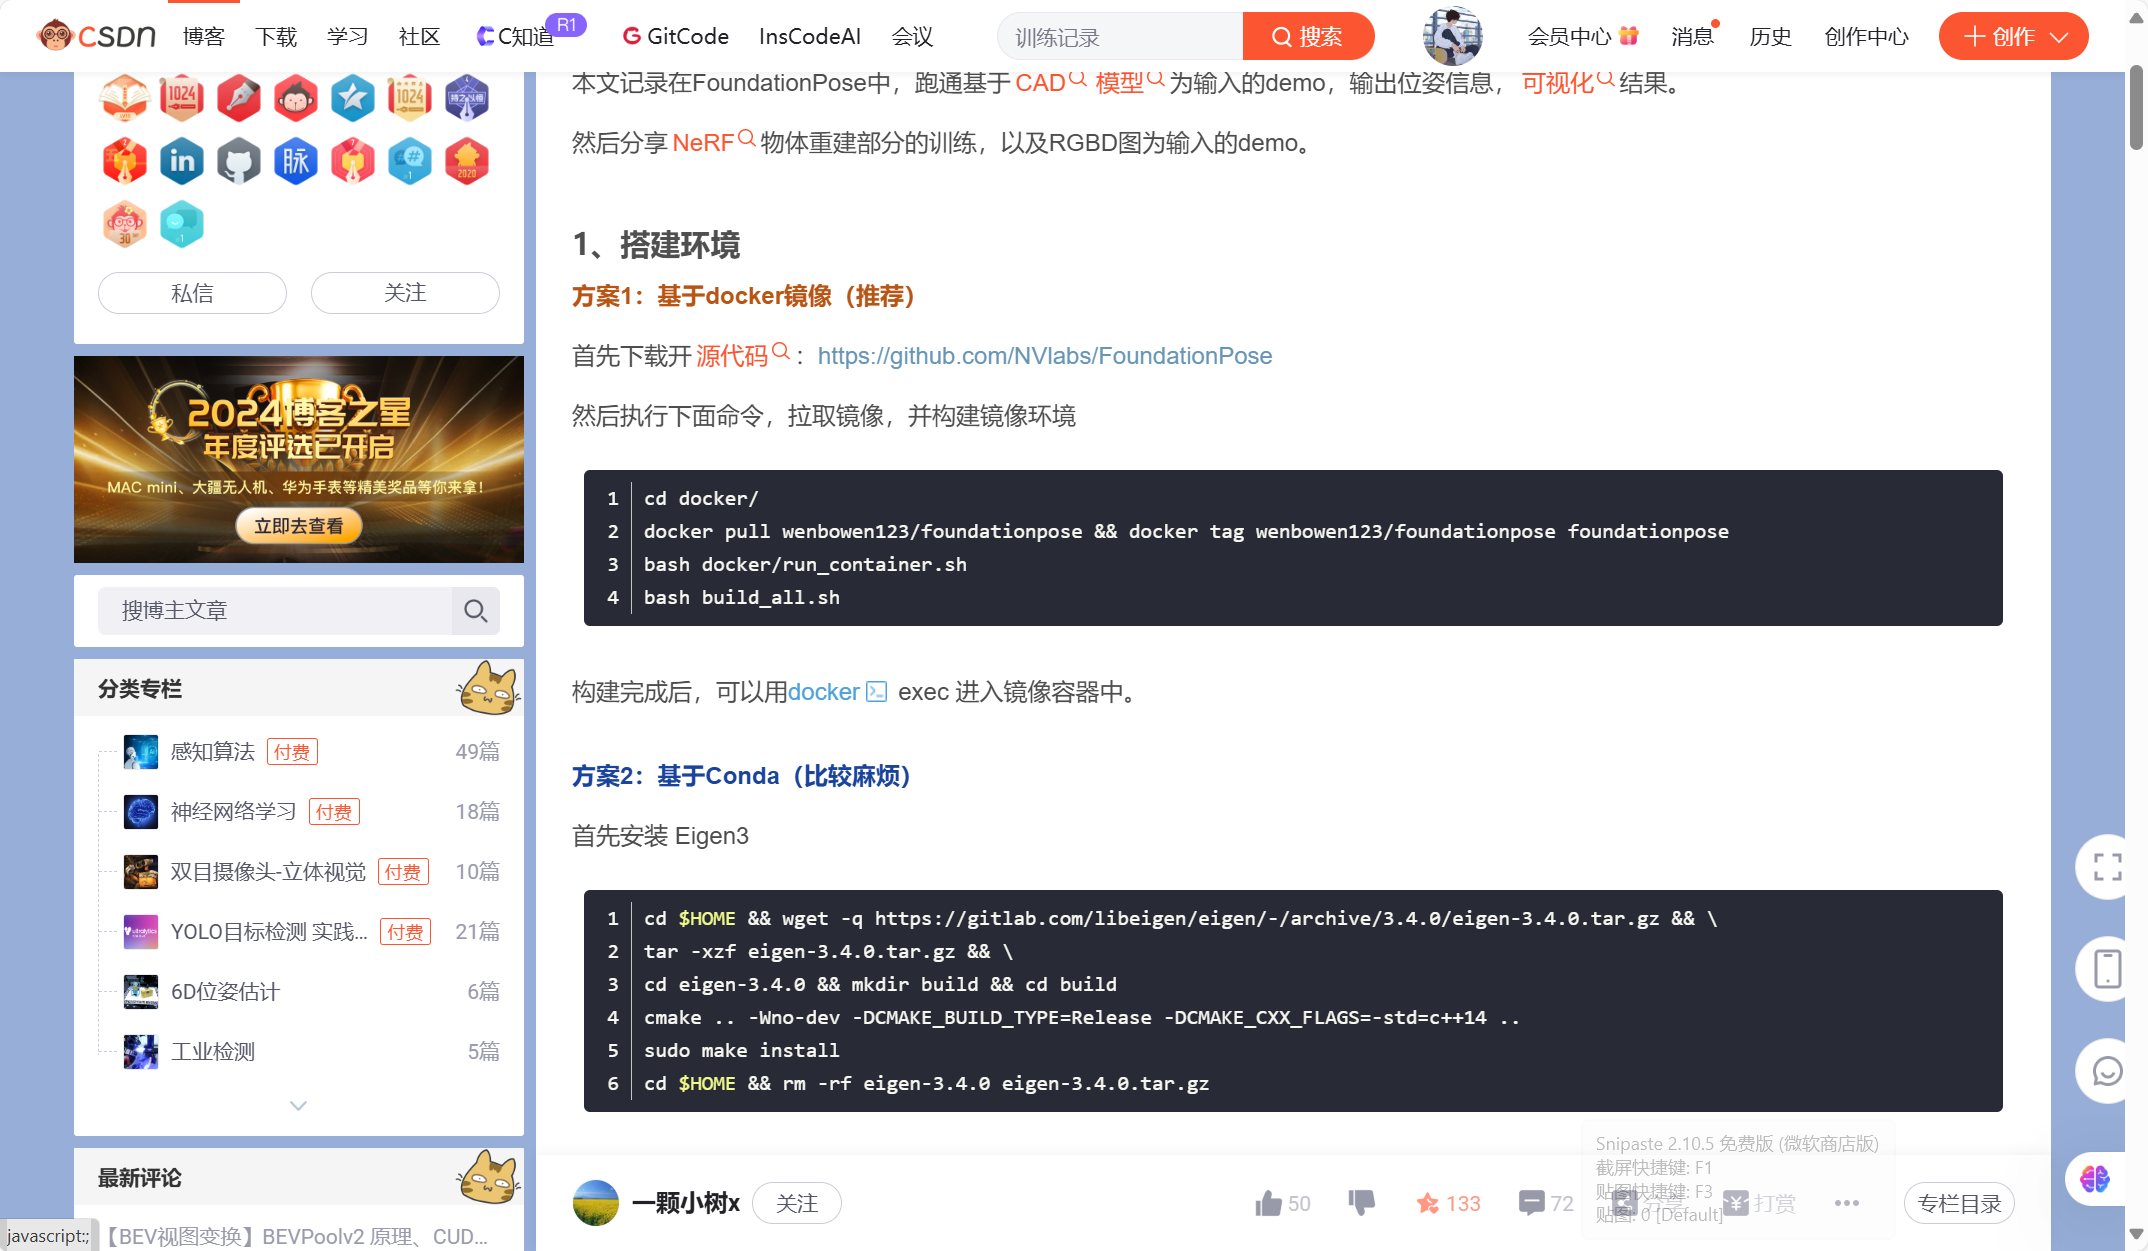 CSDN 博客 下载 学习 社区 C知道 R1 GitCode InsCodeAI 会议 训练记录 搜索 会员中心 消息 历史 创作中心 创作
本文记录在FoundationPose中，跑通基于 CAD 模型 为输入的demo，输出位姿信息， 可视化 结果。
然后分享 NeRF 物体重建部分的训练，以及RGBD图为输入的demo。
1、搭建环境
方案1：基于docker镜像（推荐）
首先下载开 源代码 ： https://github.com/NVlabs/FoundationPose
然后执行下面命令，拉取镜像，并构建镜像环境
1 cd docker/
2 docker pull wenbowen123/foundationpose && docker tag wenbowen123/foundationpose foundationpose
3 bash docker/run_container.sh
4 bash build_all.sh
构建完成后，可以用docker exec 进入镜像容器中。
方案2：基于Conda（比较麻烦）
首先安装 Eigen3
1 cd $HOME && wget -q https://gitlab.com/libeigen/eigen/-/archive/3.4.0/eigen-3.4.0.tar.gz && \
2 tar -xzf eigen-3.4.0.tar.gz && \
3 cd eigen-3.4.0 && mkdir build && cd build
4 cmake .. -Wno-dev -DCMAKE_BUILD_TYPE=Release -DCMAKE_CXX_FLAGS=-std=c++14 ..
5 sudo make install
6 cd $HOME && rm -rf eigen-3.4.0 eigen-3.4.0.tar.gz
1024
1024
in
脉
2020
30
私信 关注
2024博客之星
年度评选已开启
MAC mini、大疆无人机、华为手表等精美奖品等你来拿！
立即去查看
搜博主文章
分类专栏
感知算法 付费 49篇
神经网络学习 付费 18篇
双目摄像头-立体视觉 付费 10篇
YOLO目标检测 实践... 付费 21篇
6D位姿估计 6篇
工业检测 5篇
最新评论
【BEV视图变换】BEVPoolv2 原理、CUD...
javascript:;
一颗小树x 关注 50 133 72 分享 打赏 专栏目录
Snipaste 2.10.5 免费版 (微软商店版)
截屏快捷键: F1
贴图快捷键: F3
贴图: 0 [Default]